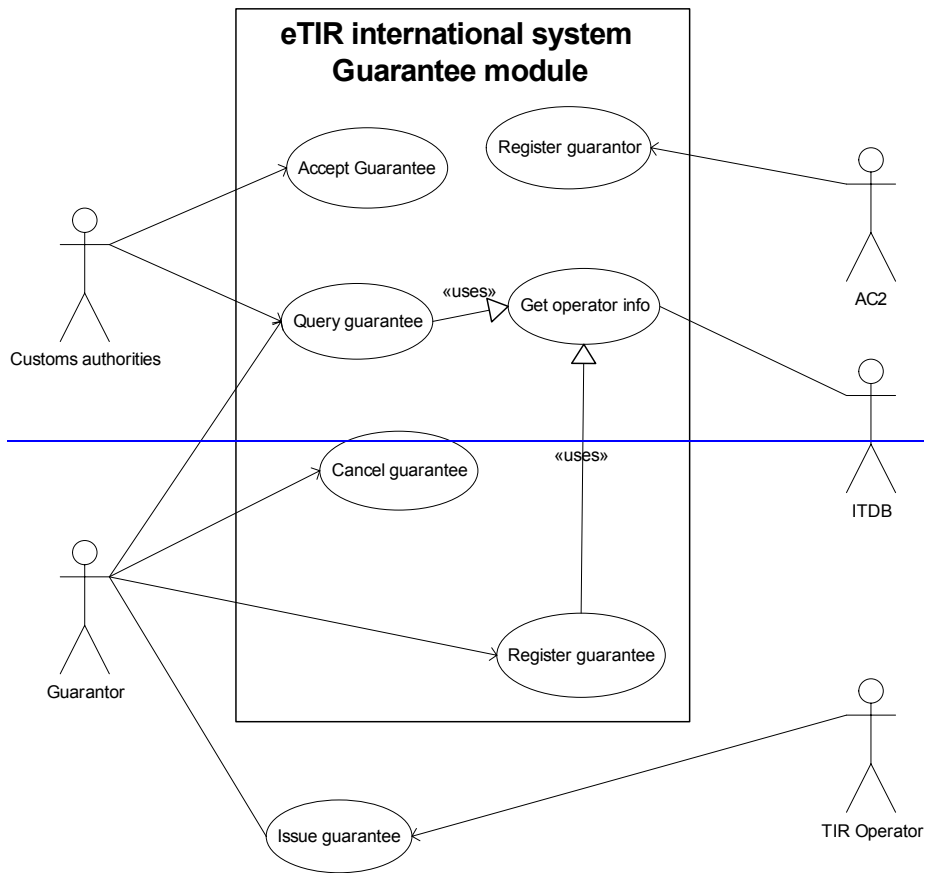 eTIR international system
Guarantee module
Register guarantor
Accept Guarantee
AC2
«uses»
Get operator info
Query guarantee
Customs authorities
«uses»
Cancel guarantee
ITDB
Register guarantee
Guarantor
TIR Operator
Issue guarantee